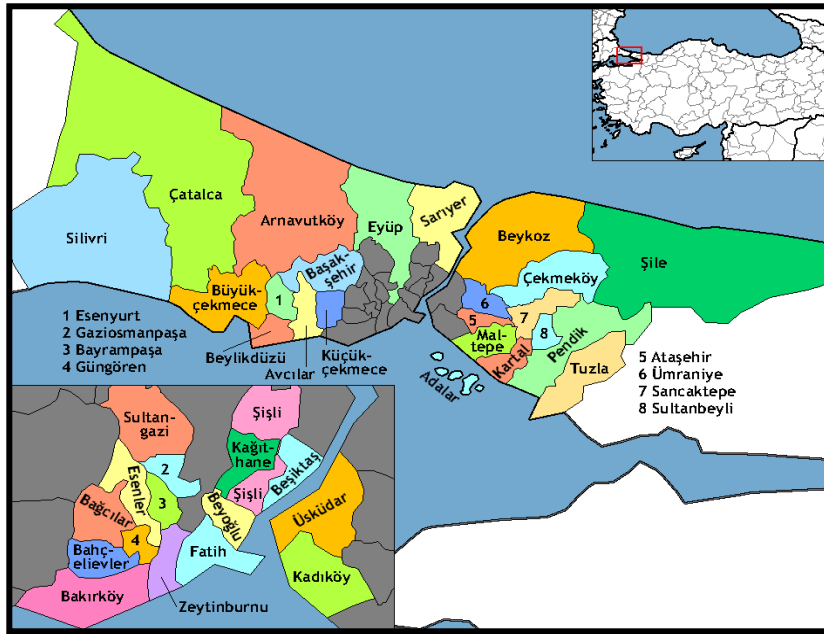 Çatalca
Silivri
Arnavutköy
Eyüp
Sarıyer
Beykoz
Şile
Başak-
şehir
Çekmeköy
Büyük-
çekmece
1
6
7
5
8
Mal-
tepe
Kartal
Pendik
Tuzla
Beylikdüzü
Avcılar
Küçük-
çekmece
Adalar
1 Esenyurt
2 Gaziosmanpaşa
3 Bayrampaşa
4 Güngören
5 Ataşehir
6 Ümraniye
7 Sancaktepe
8 Sultanbeyli
Sultan-
gazi
Şişli
Kağıt-
hane
Beşiktaş
2
Esenler
3
Şişli
Beyoğlu
Bağcılar
4
Üsküdar
Bahç-
elievler
Fatih
Kadıköy
Bakırköy
Zeytinburnu